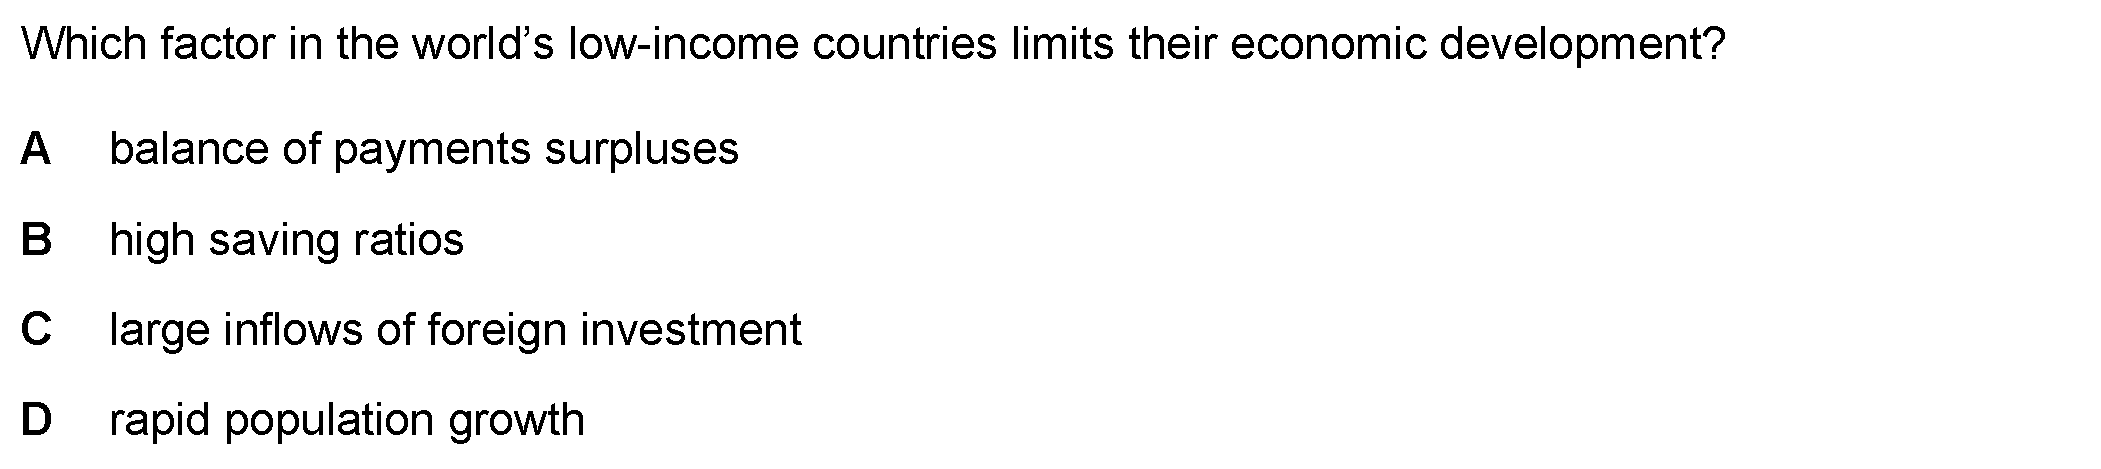 Which factor in the world’s low-income countries limits their economic development?
A balance of payments surpluses
B high saving ratios
C large inflows of foreign investment
D rapid population growth